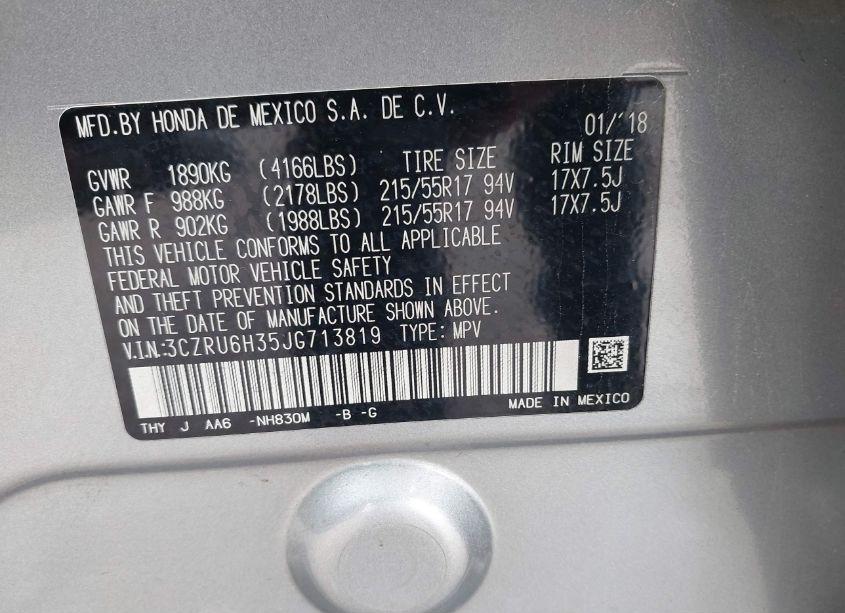 MFD.BY HONDA DE MEXICO S.A. DE C.V. 01/'18
GVWR 1890KG (4166LBS) TIRE SIZE RIM SIZE
GAWR F 988KG (2178LBS) 215/55R17 94V 17X7.5J
GAWR R 902KG (1988LBS) 215/55R17 94V 17X7.5J
THIS VEHICLE CONFORMS TO ALL APPLICABLE
FEDERAL MOTOR VEHICLE SAFETY
AND THEFT PREVENTION STANDARDS IN EFFECT
ON THE DATE OF MANUFACTURE SHOWN ABOVE.
V.I.N.:3CZRU6H35JG713819 TYPE: MPV
THY J AA6 -NH830M -B -G MADE IN MEXICO